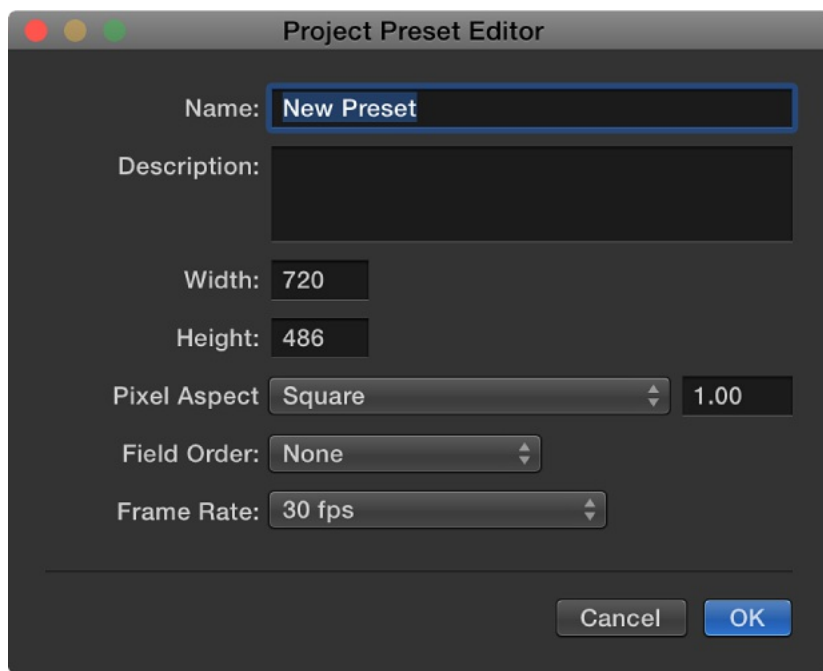 Project Preset Editor
Name: New Preset
Description:
Width: 720
Height: 486
Pixel Aspect Square 1.00
Field Order: None
Frame Rate: 30 fps
Cancel OK